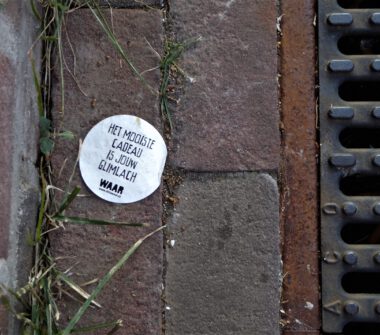 HET MOOISTE
CADEAU
IS JOUW
GLIMLACH
WAAR